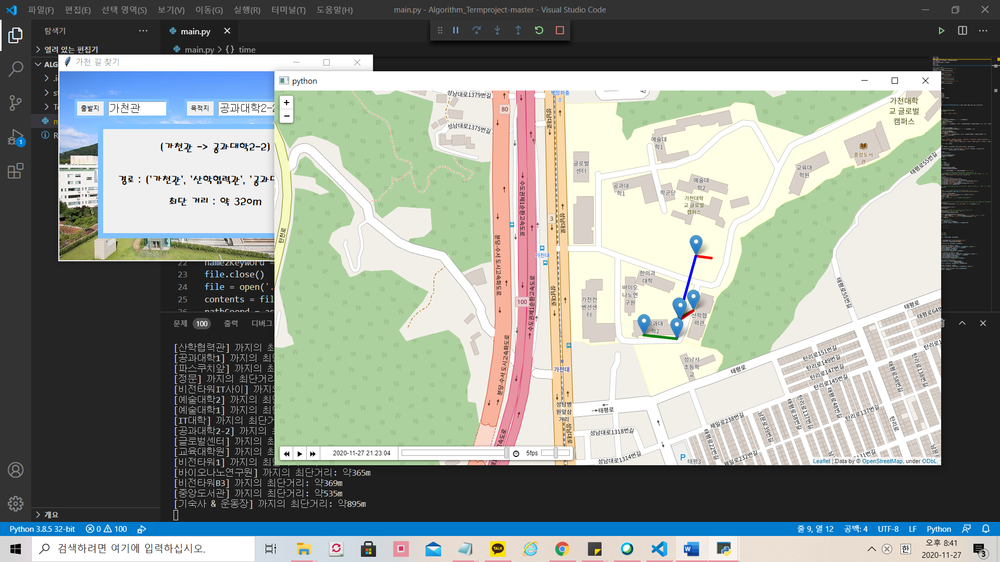 파일(F) 편집(E) 선택 영역(S) 보기(V) 이동(G) 실행(R) 터미널(T) 도움말(H)
main.py - Algorithm_Termproject-master - Visual Studio Code
탐색기
main.py
열려 있는 편집기
main.py > {} time
가천 길 찾기
python
출발지 가천관 목적지 공과대학2-2
(가천관 -> 공과대학2-2)
경로 : ('가천관', '산학협력관', '공과대
최단 거리 : 약 320m
22 name2keyword =
23 file.close()
24 file = open('.
25 contents = fil
26
문제 100 출력 디버그
[산학협력관] 까지의 최
[공과대학1] 까지의 최단
[파스쿠치앞] 까지의 최
[정문] 까지의 최단거리
[비전타워IT사이] 까지의
[예술대학2] 까지의 최단
[예술대학1] 까지의 최단
[IT대학] 까지의 최단거
[공과대학2-2] 까지의
[글로벌센터] 까지의 최
[교육대학원] 까지의 최
[비전타워1] 까지의
[바이오나노연구원] 까지의 최단거리: 약365m
[비전타워B3] 까지의 최단거리: 약369m
[중앙도서관] 까지의 최단거리: 약535m
[기숙사 & 운동장] 까지의 최단거리: 약895m
개요
+
−
성남대로1379번길
성남대로1375번길
복정파출소
80
3
100
탄천로
성남대로
수도권제1순환고속도로
가천대
글로벌
센터
예술대
학1
공과대
학1
학군단
예술대
학2
가천대학
교 글로벌
캠퍼스
교육대
학원
중앙도서
관
가천대학
교 글로벌
캠퍼스
태평로55번길
한의과
대학
바이오
나노연
구원
가천컨
벤션센
터
공과대
학2
산학협
력관
성남서
초등학
교
가천대
성남병
원앞삼
거리
태평로
성남대로1318번길
성남대로1314번길
탄리로151번길
탄리로149번길
탄리로147번길
탄리로145번길
탄리로137번길
탄리로138번길
태평로58번길
태평로48번길
태평로38번길
태평로22번길
남문로39번길
제일로238번길
제일로232번길
탄리로
P
태평3
2020-11-27 21:23:04
5fps
Leaflet | Data by © OpenStreetMap, under ODbL.
Python 3.8.5 32-bit 0 100
줄 9, 열 12 공백: 4 UTF-8 LF Python
검색하려면 여기에 입력하십시오.
TALK
한
오후 8:41
2020-11-27
3